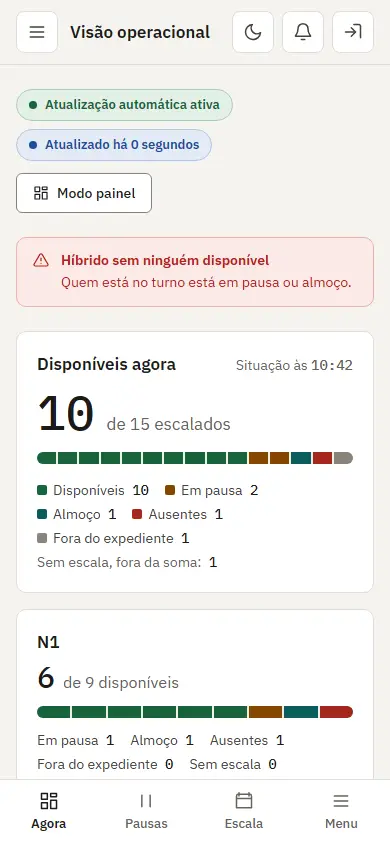 Visão operacional
Atualização automática ativa
Atualizado há 0 segundos
Modo painel
Híbrido sem ninguém disponível
Quem está no turno está em pausa ou almoço.
Disponíveis agora
Situação às 10:42
10 de 15 escalados
Disponíveis 10 Em pausa 2
Almoço 1 Ausentes 1
Fora do expediente 1
Sem escala, fora da soma: 1
N1
6 de 9 disponíveis
Em pausa 1 Almoço 1 Ausentes 1
Fora do expediente 0 Sem escala 0
Agora Pausas Escala Menu